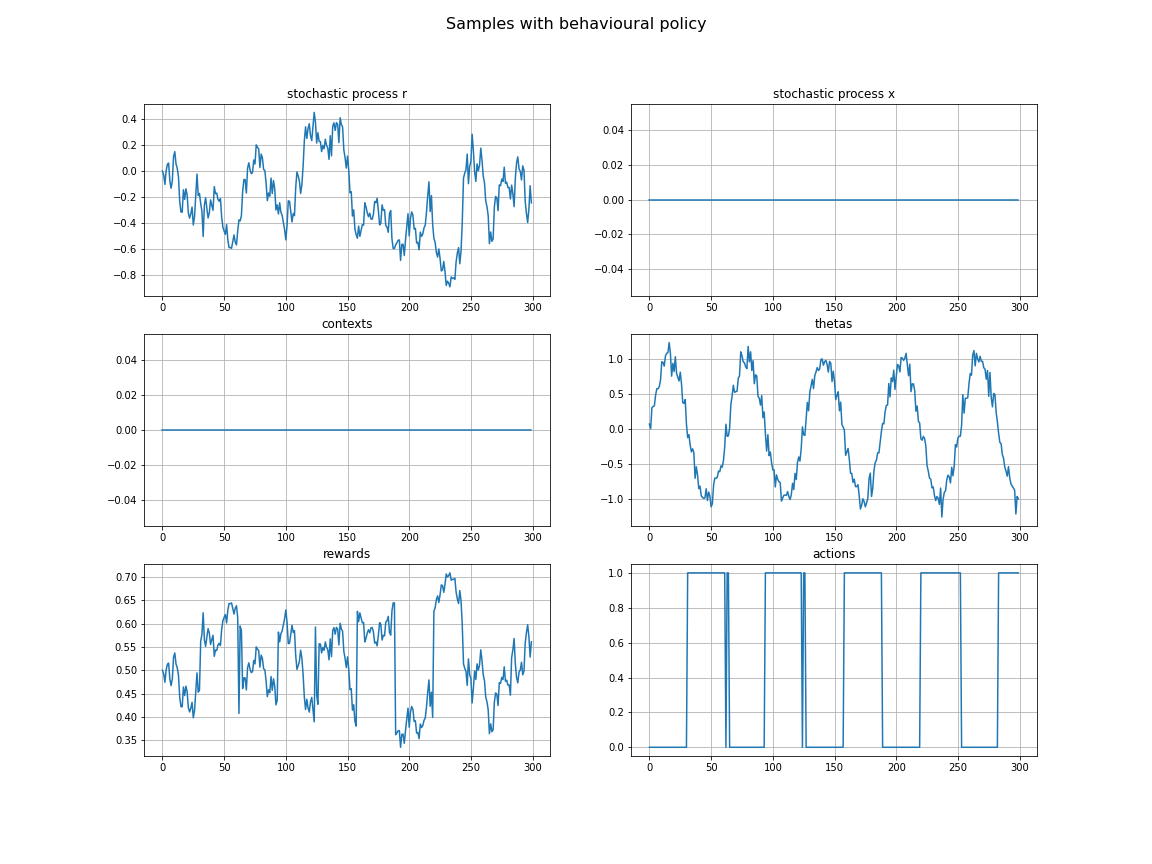 Samples with behavioural policy
stochastic process r
0.4
0.2
0.0
−0.2
−0.4
−0.6
−0.8
0 50 100 150 200 250 300
stochastic process x
0.04
0.02
0.00
−0.02
−0.04
0 50 100 150 200 250 300
contexts
0.04
0.02
0.00
−0.02
−0.04
0 50 100 150 200 250 300
thetas
1.0
0.5
0.0
−0.5
−1.0
0 50 100 150 200 250 300
rewards
0.70
0.65
0.60
0.55
0.50
0.45
0.40
0.35
0 50 100 150 200 250 300
actions
1.0
0.8
0.6
0.4
0.2
0.0
0 50 100 150 200 250 300